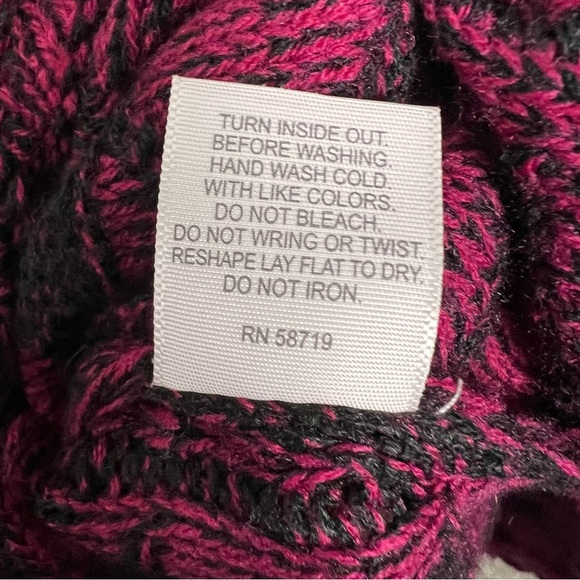 TURN INSIDE OUT.
BEFORE WASHING.
HAND WASH COLD.
WITH LIKE COLORS.
DO NOT BLEACH.
DO NOT WRING OR TWIST.
RESHAPE LAY FLAT TO DRY.
DO NOT IRON.
RN 58719